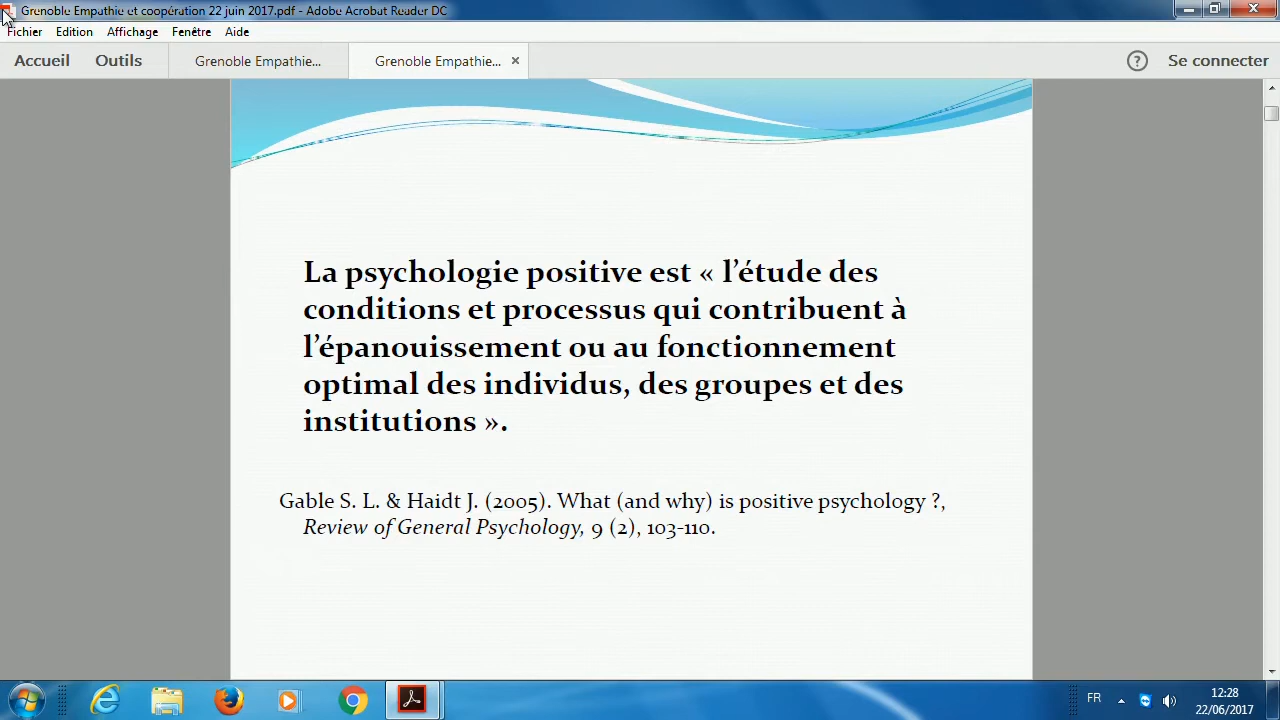 Grenoble Empathie et coopération 22 juin 2017.pdf - Adobe Acrobat Reader DC
Fichier Edition Affichage Fenêtre Aide
Accueil Outils Grenoble Empathie... Grenoble Empathie... × ? Se connecter
La psychologie positive est « l’étude des
conditions et processus qui contribuent à
l’épanouissement ou au fonctionnement
optimal des individus, des groupes et des
institutions ».
Gable S. L. & Haidt J. (2005). What (and why) is positive psychology ?,
Review of General Psychology, 9 (2), 103-110.
FR
12:28
22/06/2017